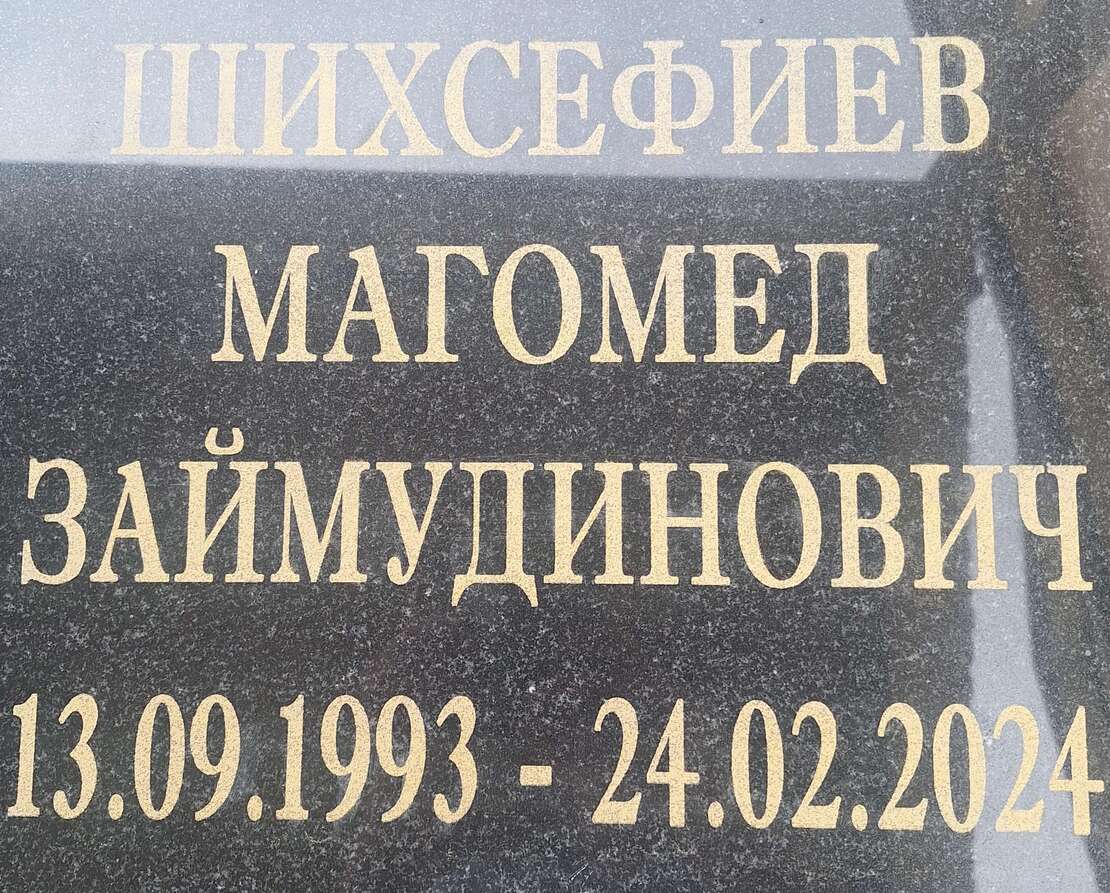 ШИХСЕФИЕВ
МАГОМЕД
ЗАЙМУДИНОВИЧ
13.09.1993 - 24.02.2024